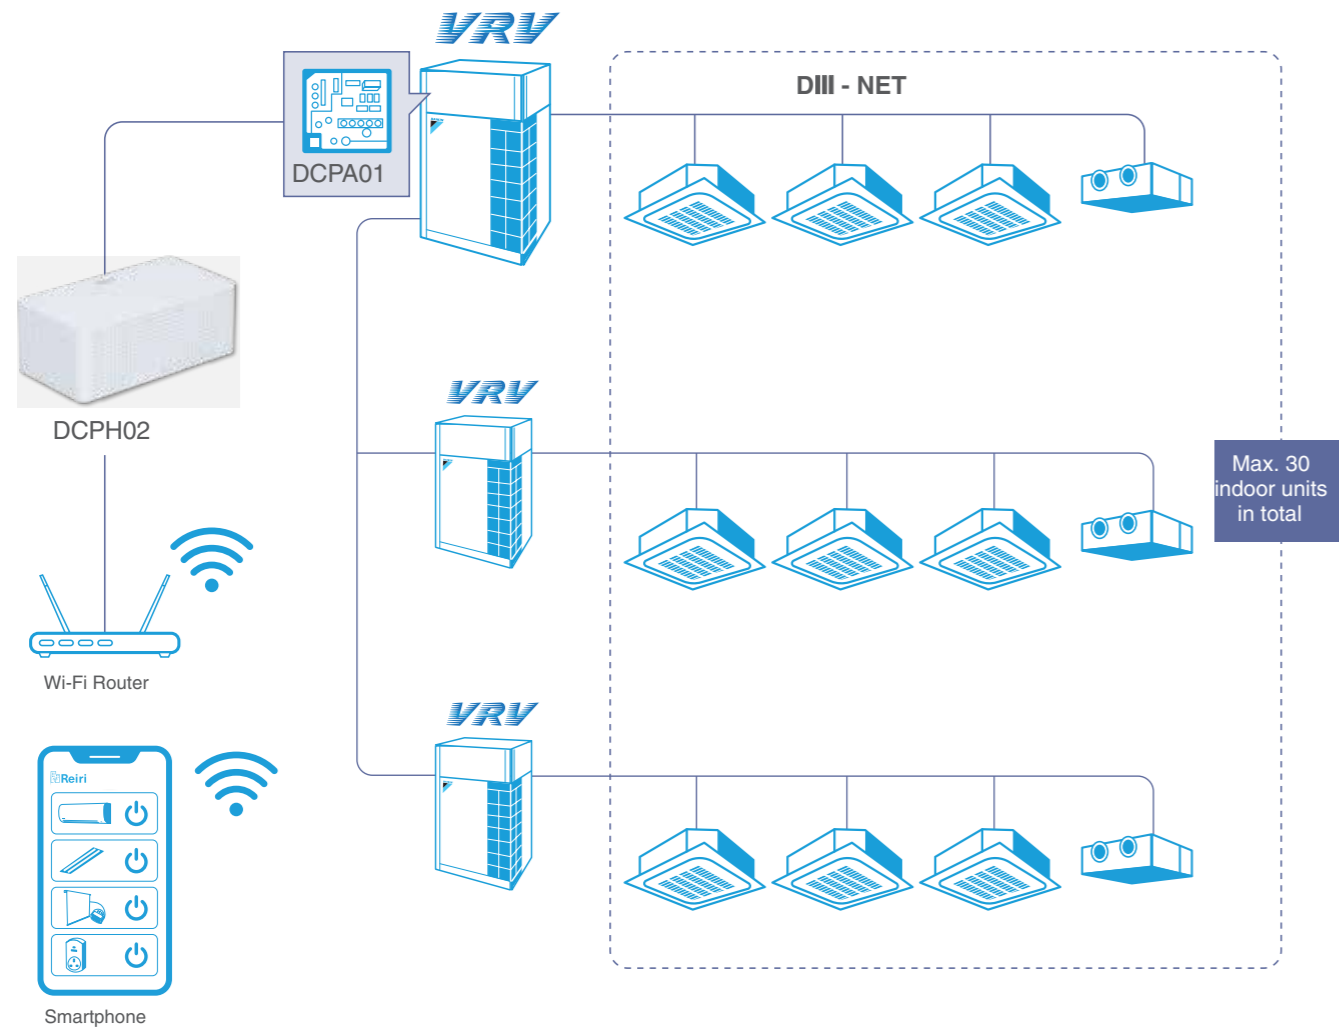 VRV
DIII - NET
DCPA01
DCPH02
VRV
Max. 30
indoor units
in total
Wi-Fi Router
VRV
Reiri
Smartphone